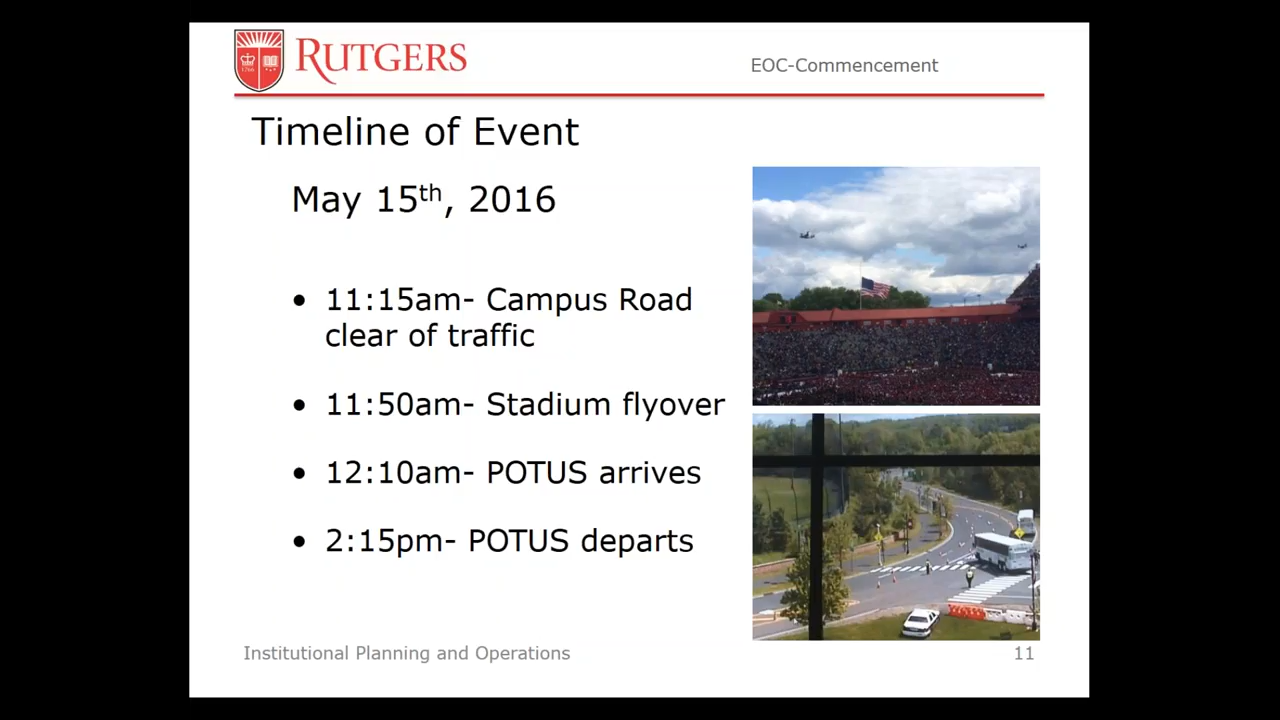 RUTGERS
EOC-Commencement
Timeline of Event
May 15th, 2016
• 11:15am- Campus Road
clear of traffic
• 11:50am- Stadium flyover
• 12:10am- POTUS arrives
• 2:15pm- POTUS departs
Institutional Planning and Operations
11